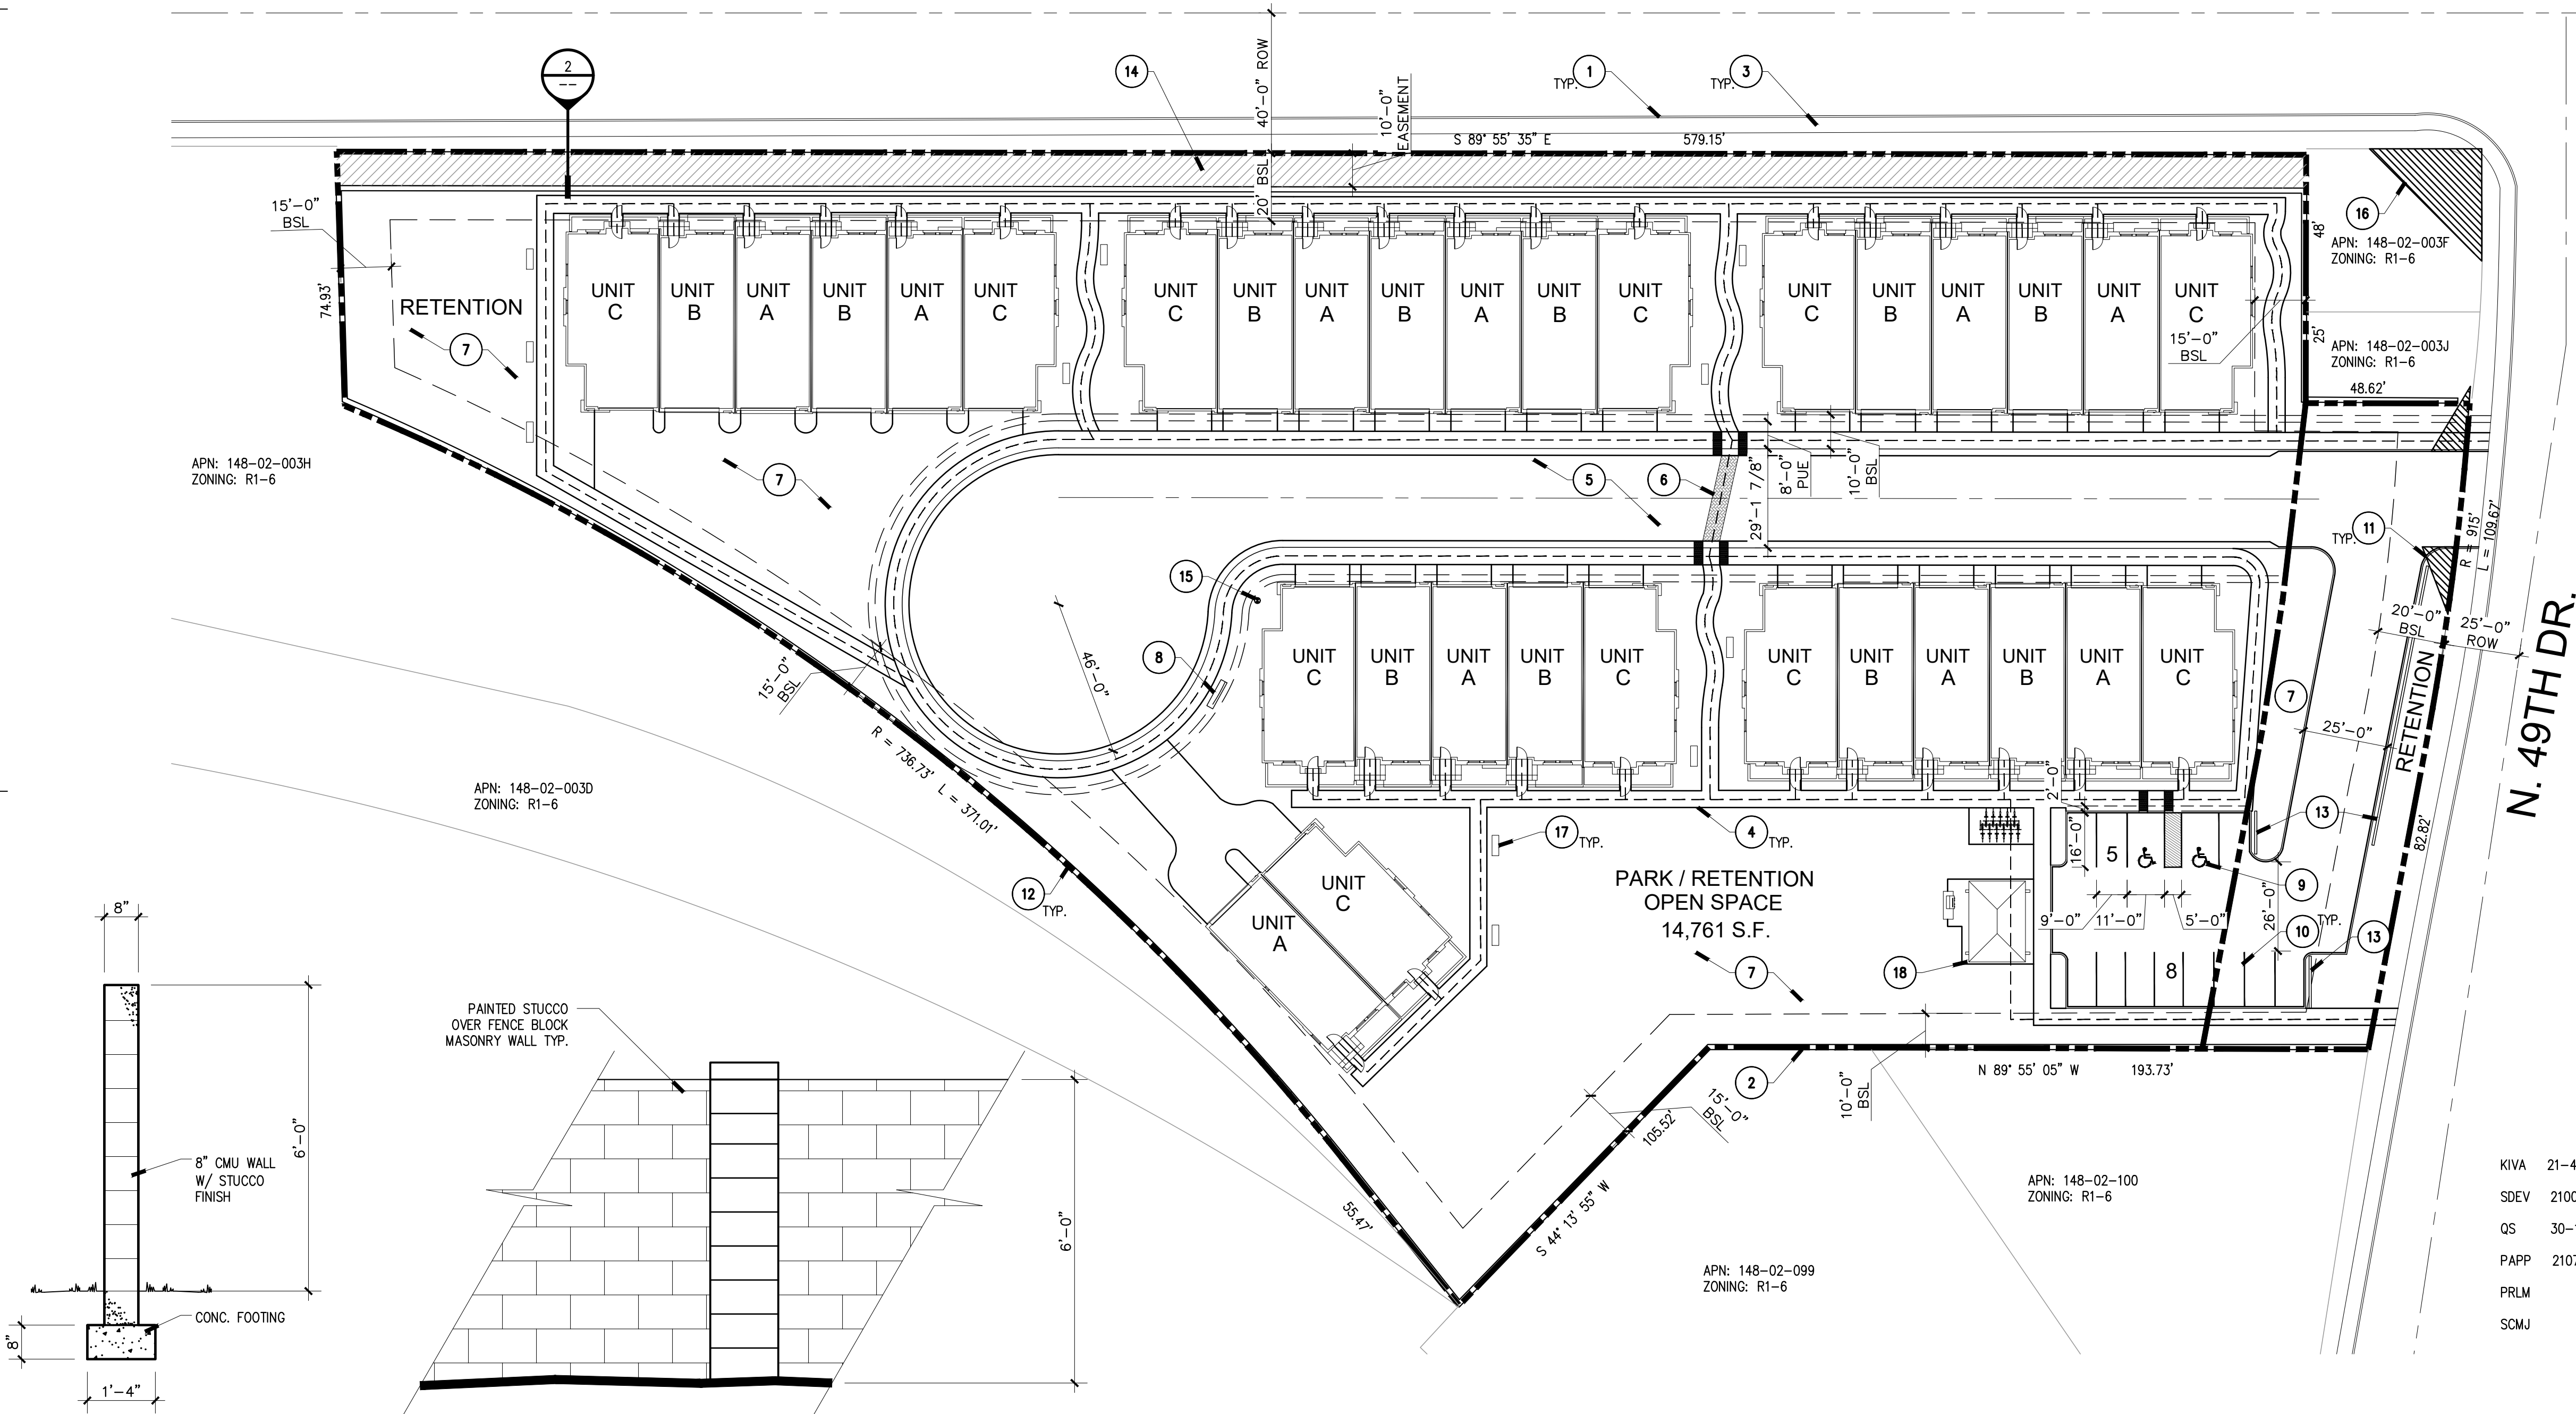 2
--
14
40'-0" ROW
10'-0"
EASEMENT
TYP. 1
TYP. 3
S 89° 55' 35" E 579.15'
20' BSL
15'-0"
BSL
74.93'
RETENTION
7
UNIT
C
UNIT
B
UNIT
A
UNIT
B
UNIT
A
UNIT
C
UNIT
C
UNIT
B
UNIT
A
UNIT
B
UNIT
A
UNIT
B
UNIT
C
UNIT
C
UNIT
B
UNIT
A
UNIT
B
UNIT
A
UNIT
C
15'-0"
BSL
48'
25'
16
APN: 148-02-003F
ZONING: R1-6
APN: 148-02-003J
ZONING: R1-6
48.62'
APN: 148-02-003H
ZONING: R1-6
7
5
6
29'-1 7/8"
8'-0"
PUE
10'-0"
BSL
TYP. 11
R = 915'
L = 109.67'
15
8
46'-0"
15'-0"
BSL
R = 736.73' L = 371.01'
UNIT
C
UNIT
B
UNIT
A
UNIT
B
UNIT
C
UNIT
C
UNIT
B
UNIT
A
UNIT
B
UNIT
A
UNIT
C
7
20'-0"
BSL
25'-0"
ROW
25'-0"
RETENTION
N. 49TH DR.
APN: 148-02-003D
ZONING: R1-6
12 TYP.
17 TYP.
4 TYP.
2'-0"
16'-0"
5
13
82.82'
9
9'-0"
11'-0"
5'-0"
26'-0"
10 TYP.
13
8
18
UNIT
C
UNIT
A
PARK / RETENTION
OPEN SPACE
14,761 S.F.
7
2
N 89° 55' 05" W 193.73'
10'-0"
BSL
15'-0"
BSL
105.52'
S 44° 13' 55" W
55.47'
APN: 148-02-100
ZONING: R1-6
APN: 148-02-099
ZONING: R1-6
8"
6'-0"
8" CMU WALL
W/ STUCCO
FINISH
CONC. FOOTING
8"
1'-4"
PAINTED STUCCO
OVER FENCE BLOCK
MASONRY WALL TYP.
6'-0"
KIVA 21-4
SDEV 2100
QS 30-
PAPP 2107
PRLM
SCMJ